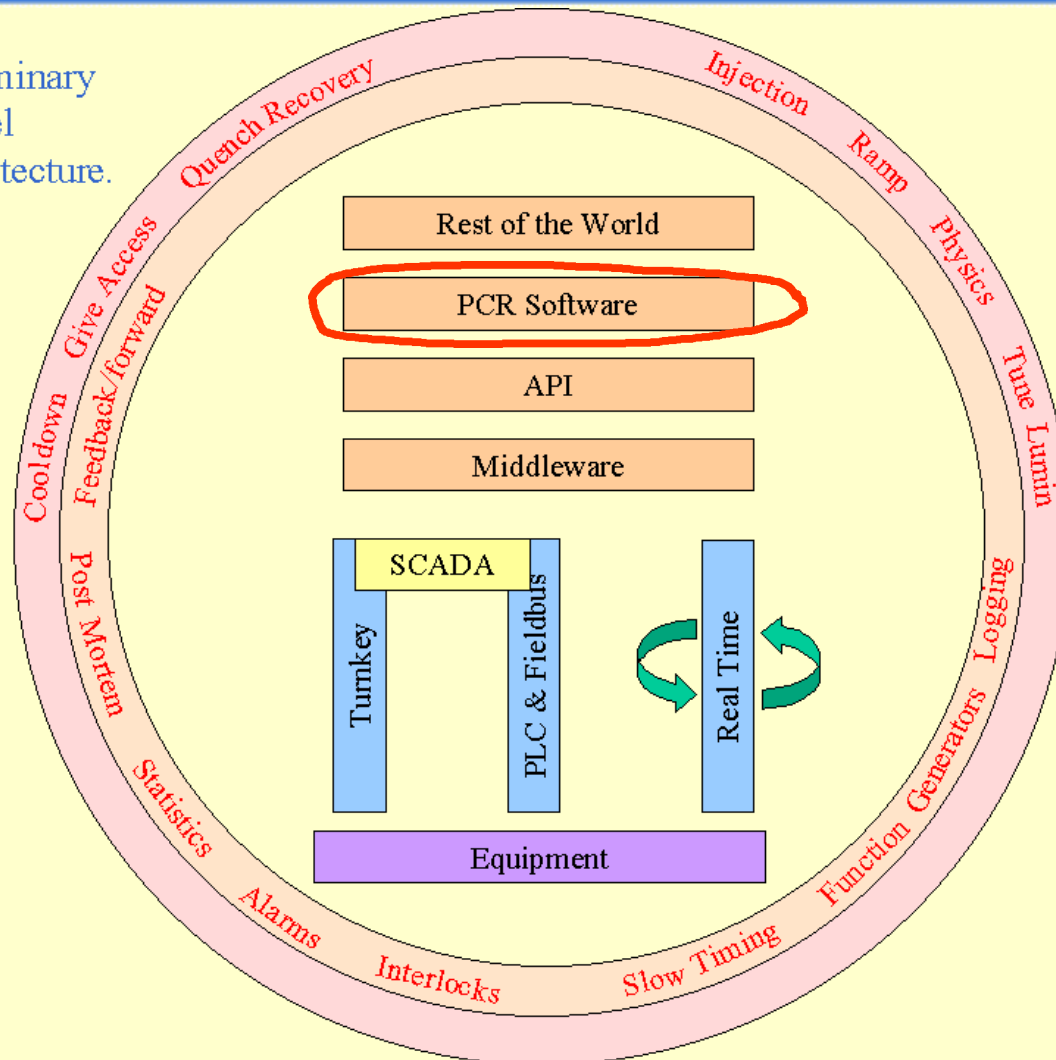 Quench Recovery
Injection
Ramp
Physics
Tune Lumin
Give Access
Cooldown
Feedback/forward
Rest of the World
PCR Software
API
Middleware
SCADA
Turnkey
PLC & Fieldbus
Real Time
Equipment
Post Mortem
Statistics
Alarms
Interlocks
Slow Timing
Function Generators
Logging